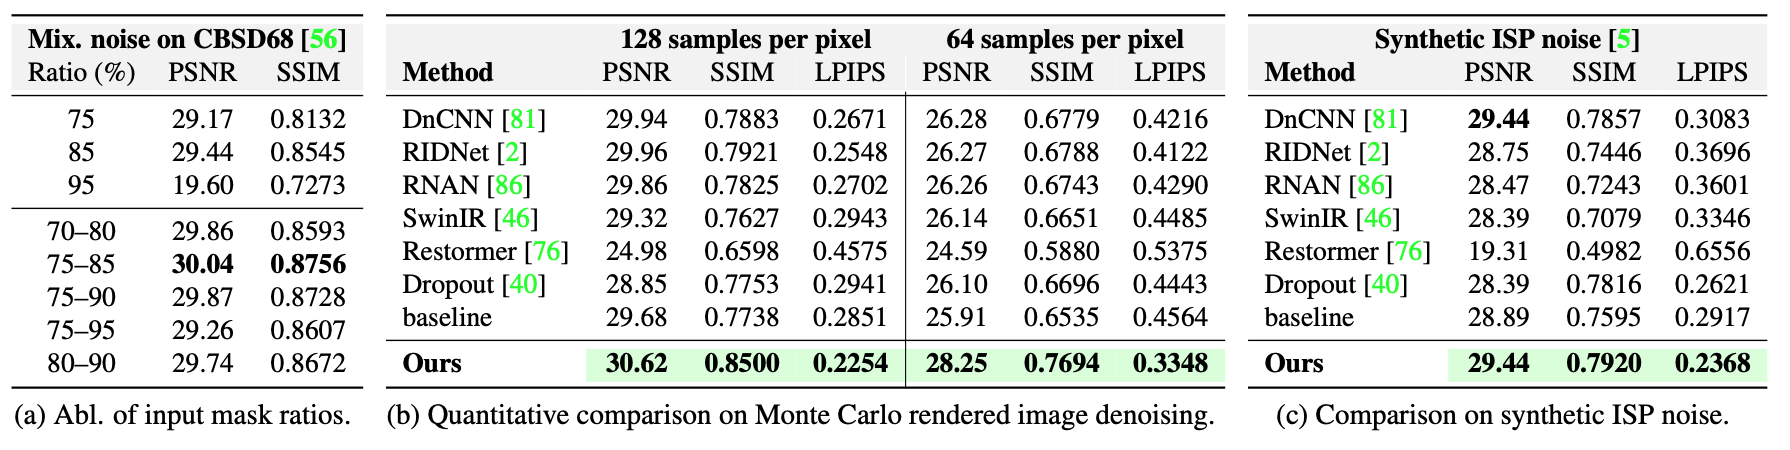 Mix. noise on CBSD68 [56]
Ratio (%) PSNR SSIM
75 29.17 0.8132
85 29.44 0.8545
95 19.60 0.7273
70–80 29.86 0.8593
75–85 30.04 0.8756
75–90 29.87 0.8728
75–95 29.26 0.8607
80–90 29.74 0.8672
(a) Abl. of input mask ratios.
128 samples per pixel 64 samples per pixel
Method PSNR SSIM LPIPS PSNR SSIM LPIPS
DnCNN [81] 29.94 0.7883 0.2671 26.28 0.6779 0.4216
RIDNet [2] 29.96 0.7921 0.2548 26.27 0.6788 0.4122
RNAN [86] 29.86 0.7825 0.2702 26.26 0.6743 0.4290
SwinIR [46] 29.32 0.7627 0.2943 26.14 0.6651 0.4485
Restormer [76] 24.98 0.6598 0.4575 24.59 0.5880 0.5375
Dropout [40] 28.85 0.7753 0.2941 26.10 0.6696 0.4443
baseline 29.68 0.7738 0.2851 25.91 0.6535 0.4564
Ours 30.62 0.8500 0.2254 28.25 0.7694 0.3348
(b) Quantitative comparison on Monte Carlo rendered image denoising.
Synthetic ISP noise [5]
Method PSNR SSIM LPIPS
DnCNN [81] 29.44 0.7857 0.3083
RIDNet [2] 28.75 0.7446 0.3696
RNAN [86] 28.47 0.7243 0.3601
SwinIR [46] 28.39 0.7079 0.3346
Restormer [76] 19.31 0.4982 0.6556
Dropout [40] 28.39 0.7816 0.2621
baseline 28.89 0.7595 0.2917
Ours 29.44 0.7920 0.2368
(c) Comparison on synthetic ISP noise.